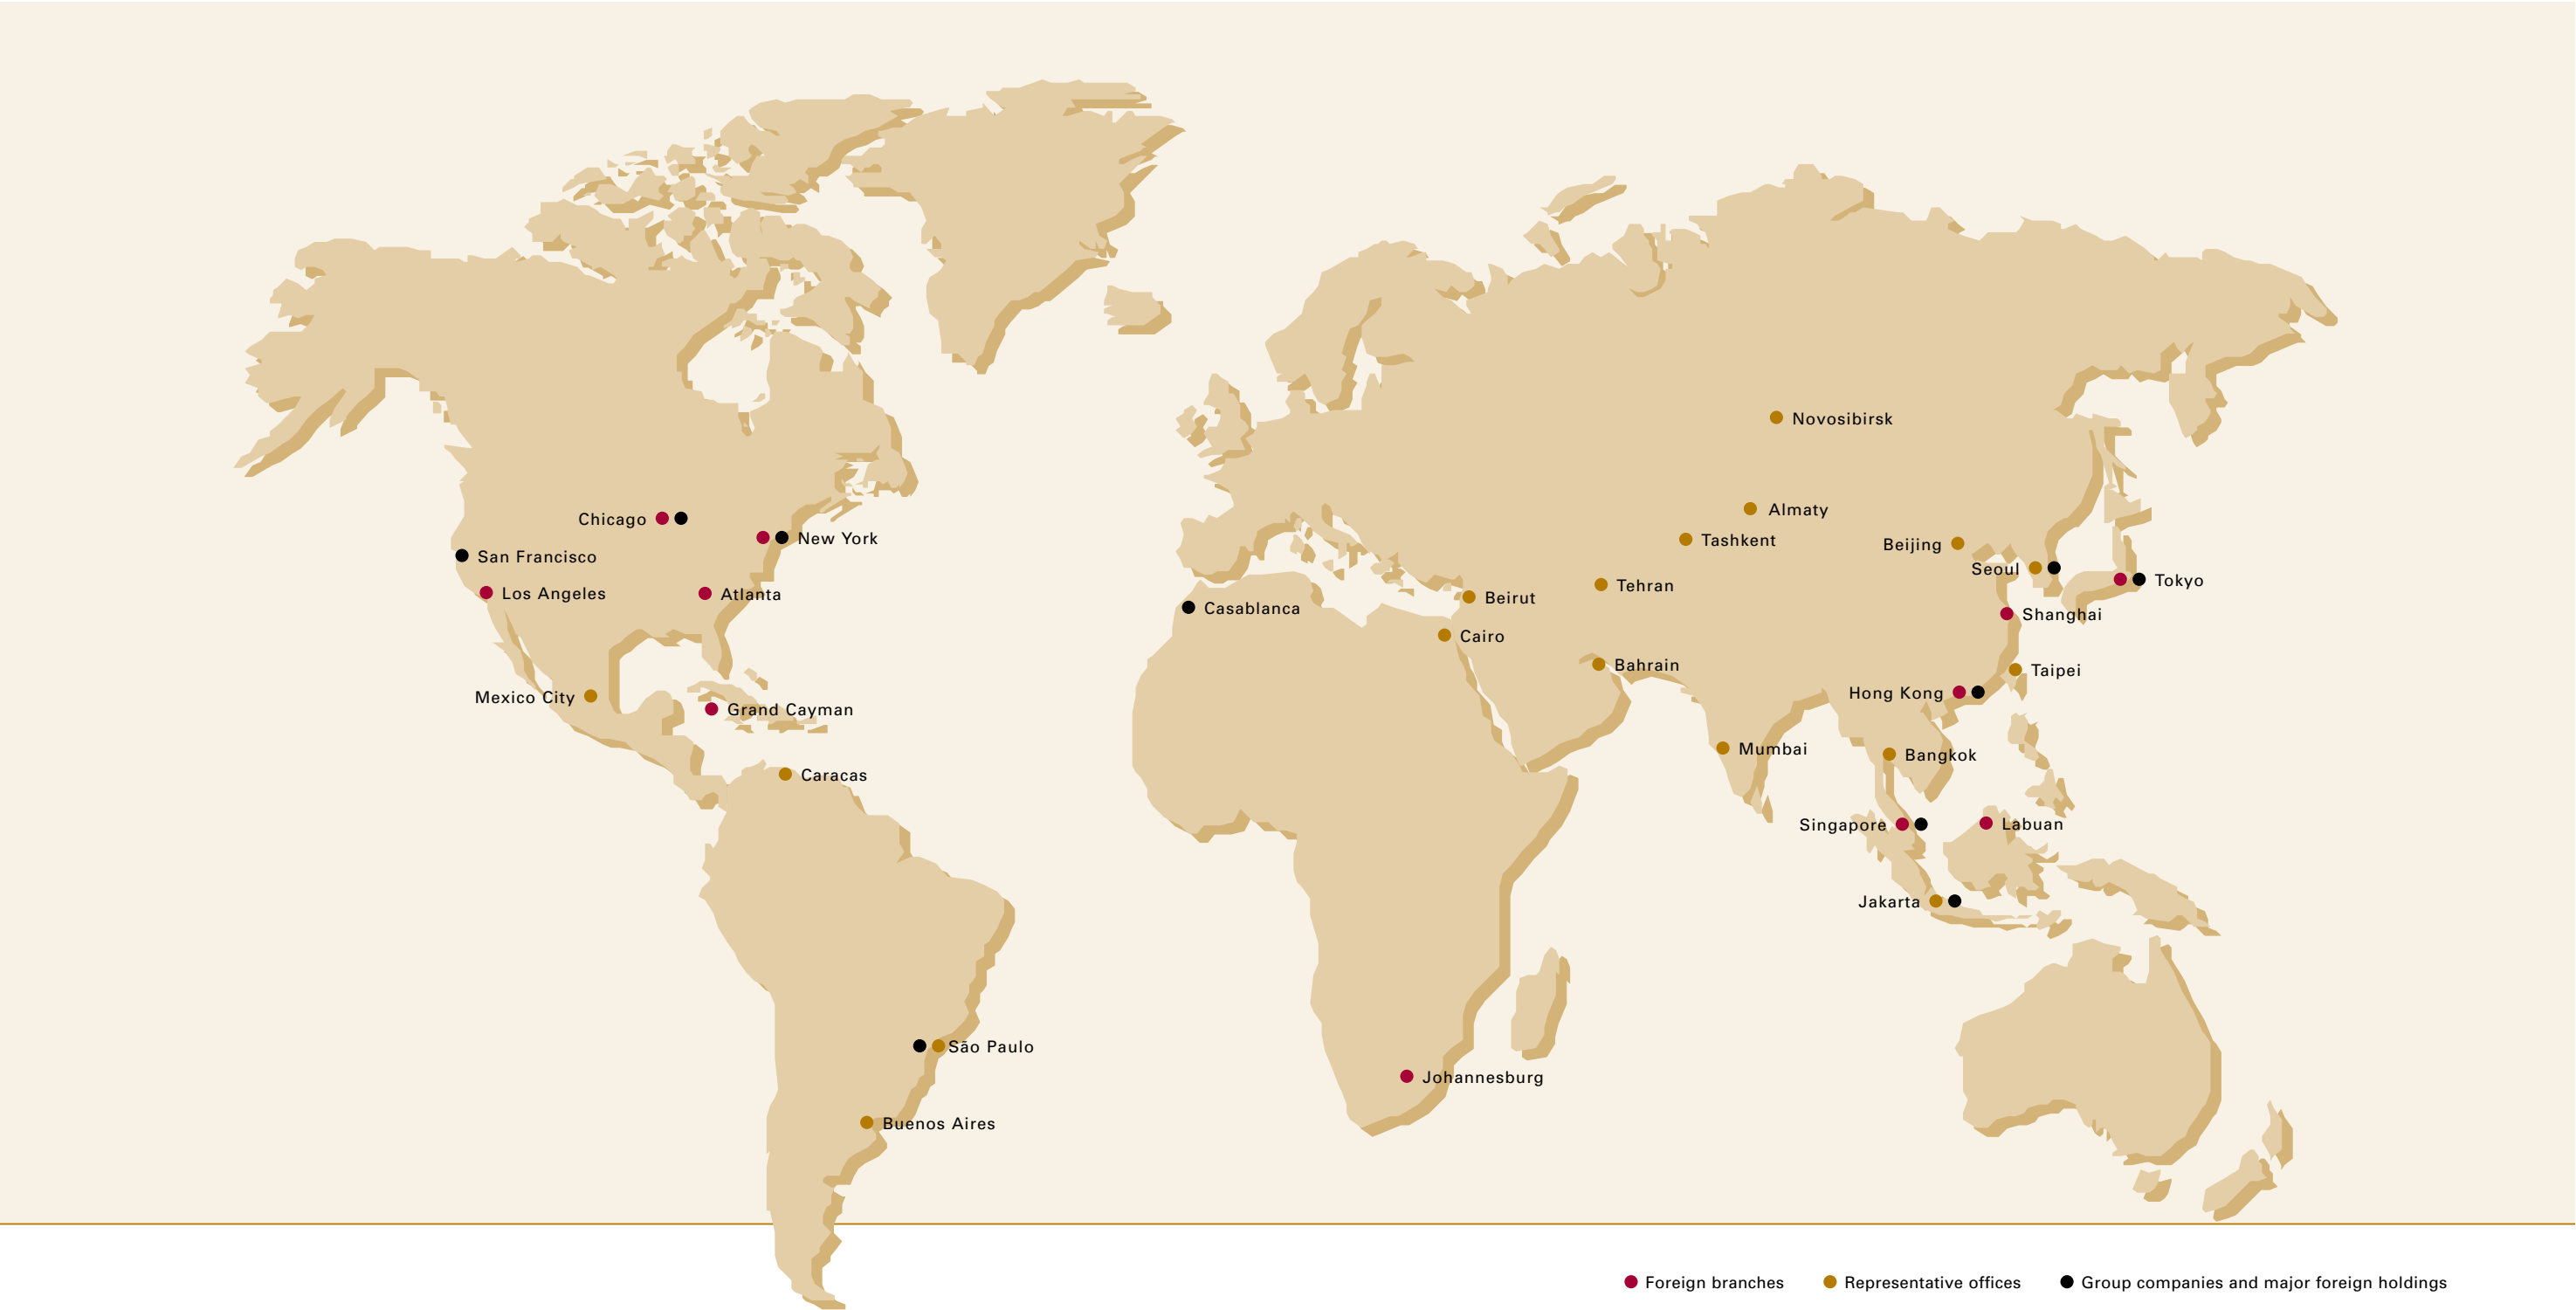 Novosibirsk
Almaty
Chicago
New York
Tashkent
Beijing
San Francisco
Seoul
Tokyo
Tehran
Los Angeles
Atlanta
Beirut
Casablanca
Shanghai
Cairo
Bahrain
Taipei
Hong Kong
Mexico City
Grand Cayman
Mumbai
Bangkok
Caracas
Singapore
Labuan
Jakarta
São Paulo
Johannesburg
Buenos Aires
Foreign branches
Representative offices
Group companies and major foreign holdings